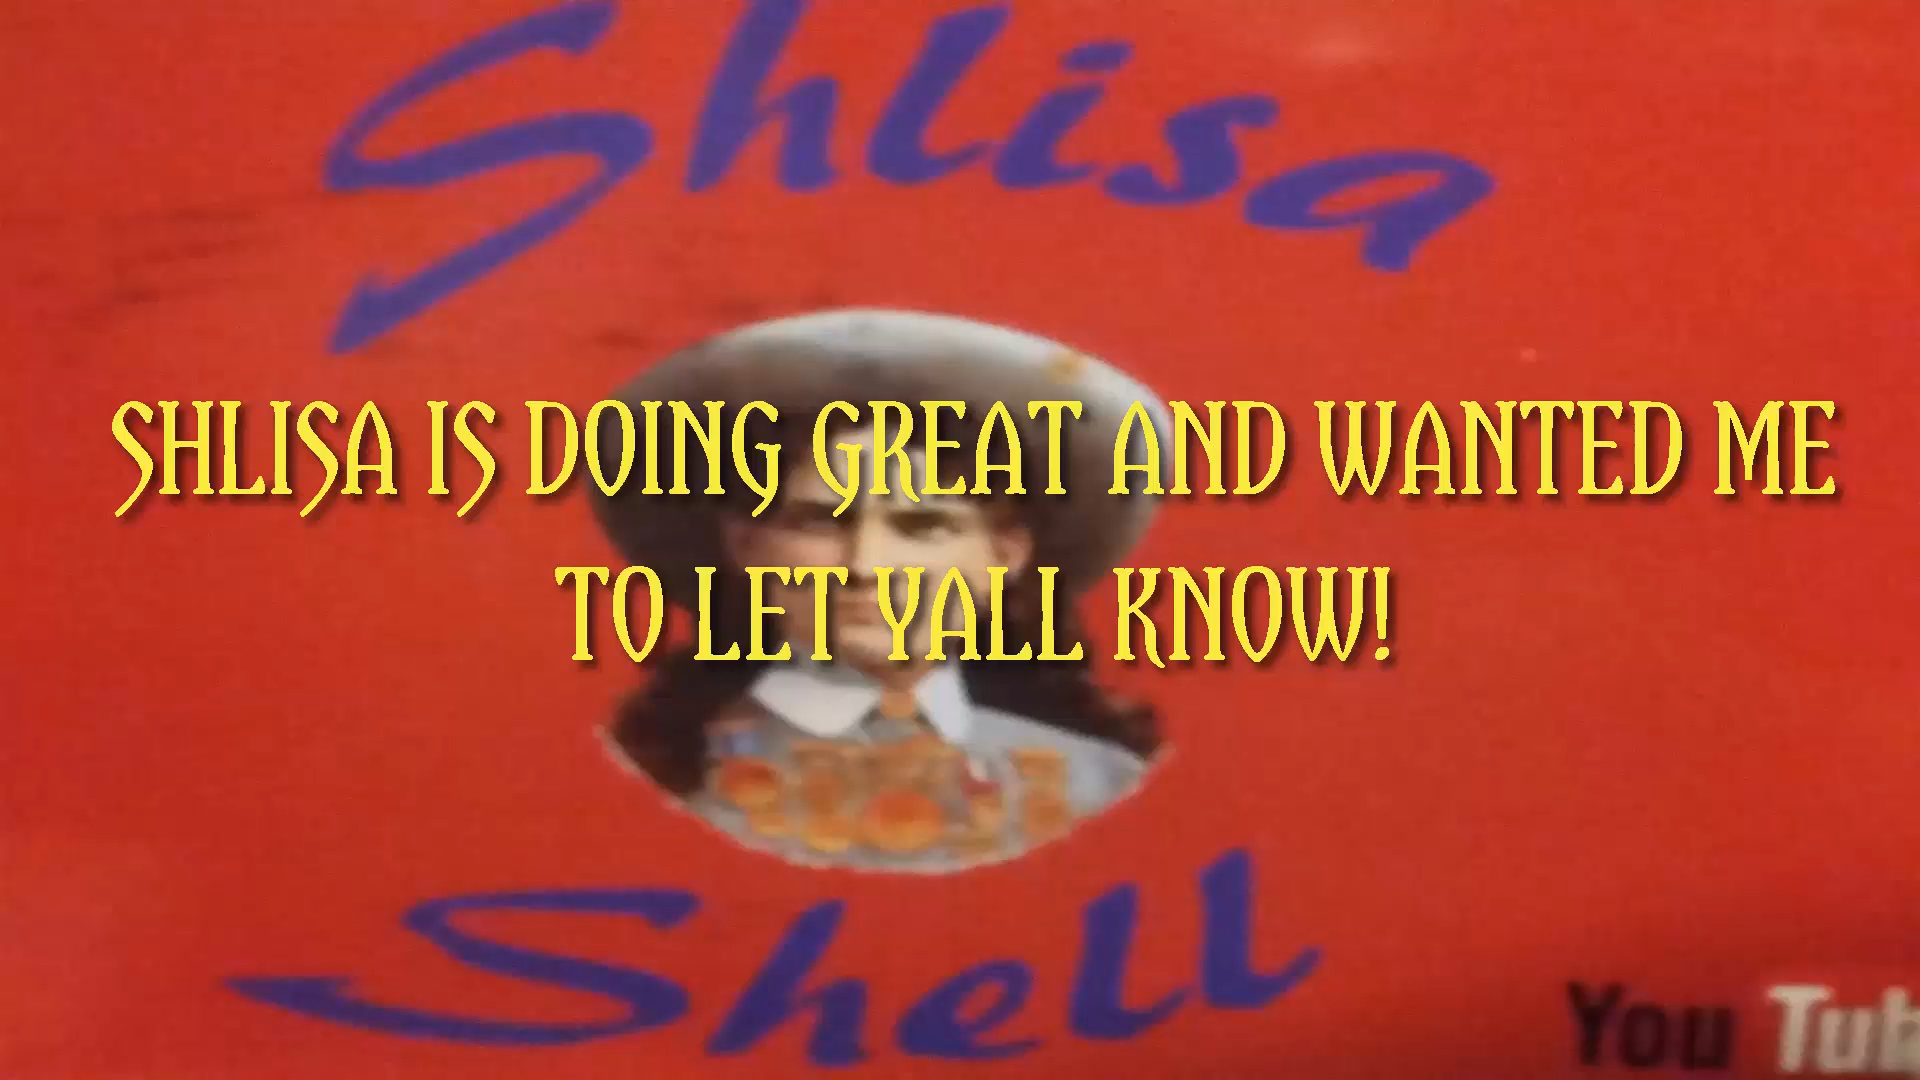 Shlisa
SHLISA IS DOING GREAT AND WANTED ME
TO LET YALL KNOW!
Shell
You Tub